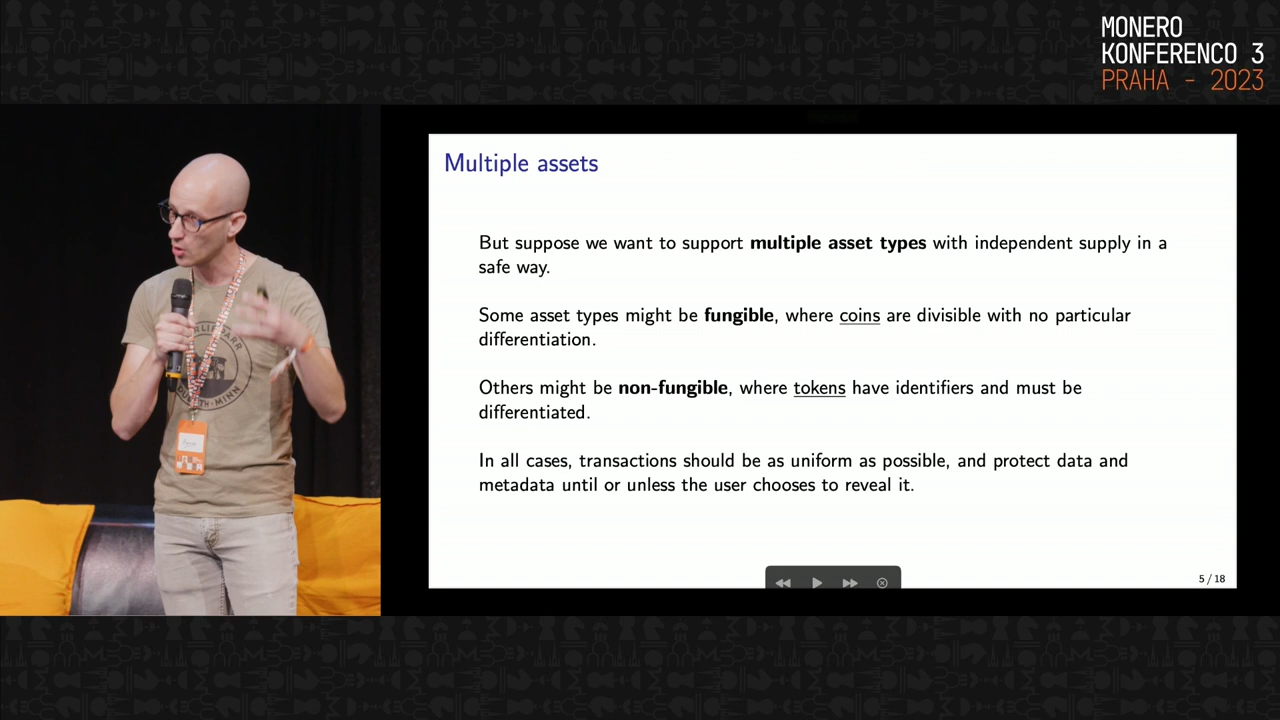 MONERO
KONFERENCO 3
PRAHA - 2023
Multiple assets
But suppose we want to support multiple asset types with independent supply in a
safe way.
Some asset types might be fungible, where coins are divisible with no particular
differentiation.
Others might be non-fungible, where tokens have identifiers and must be
differentiated.
In all cases, transactions should be as uniform as possible, and protect data and
metadata until or unless the user chooses to reveal it.
5 / 18